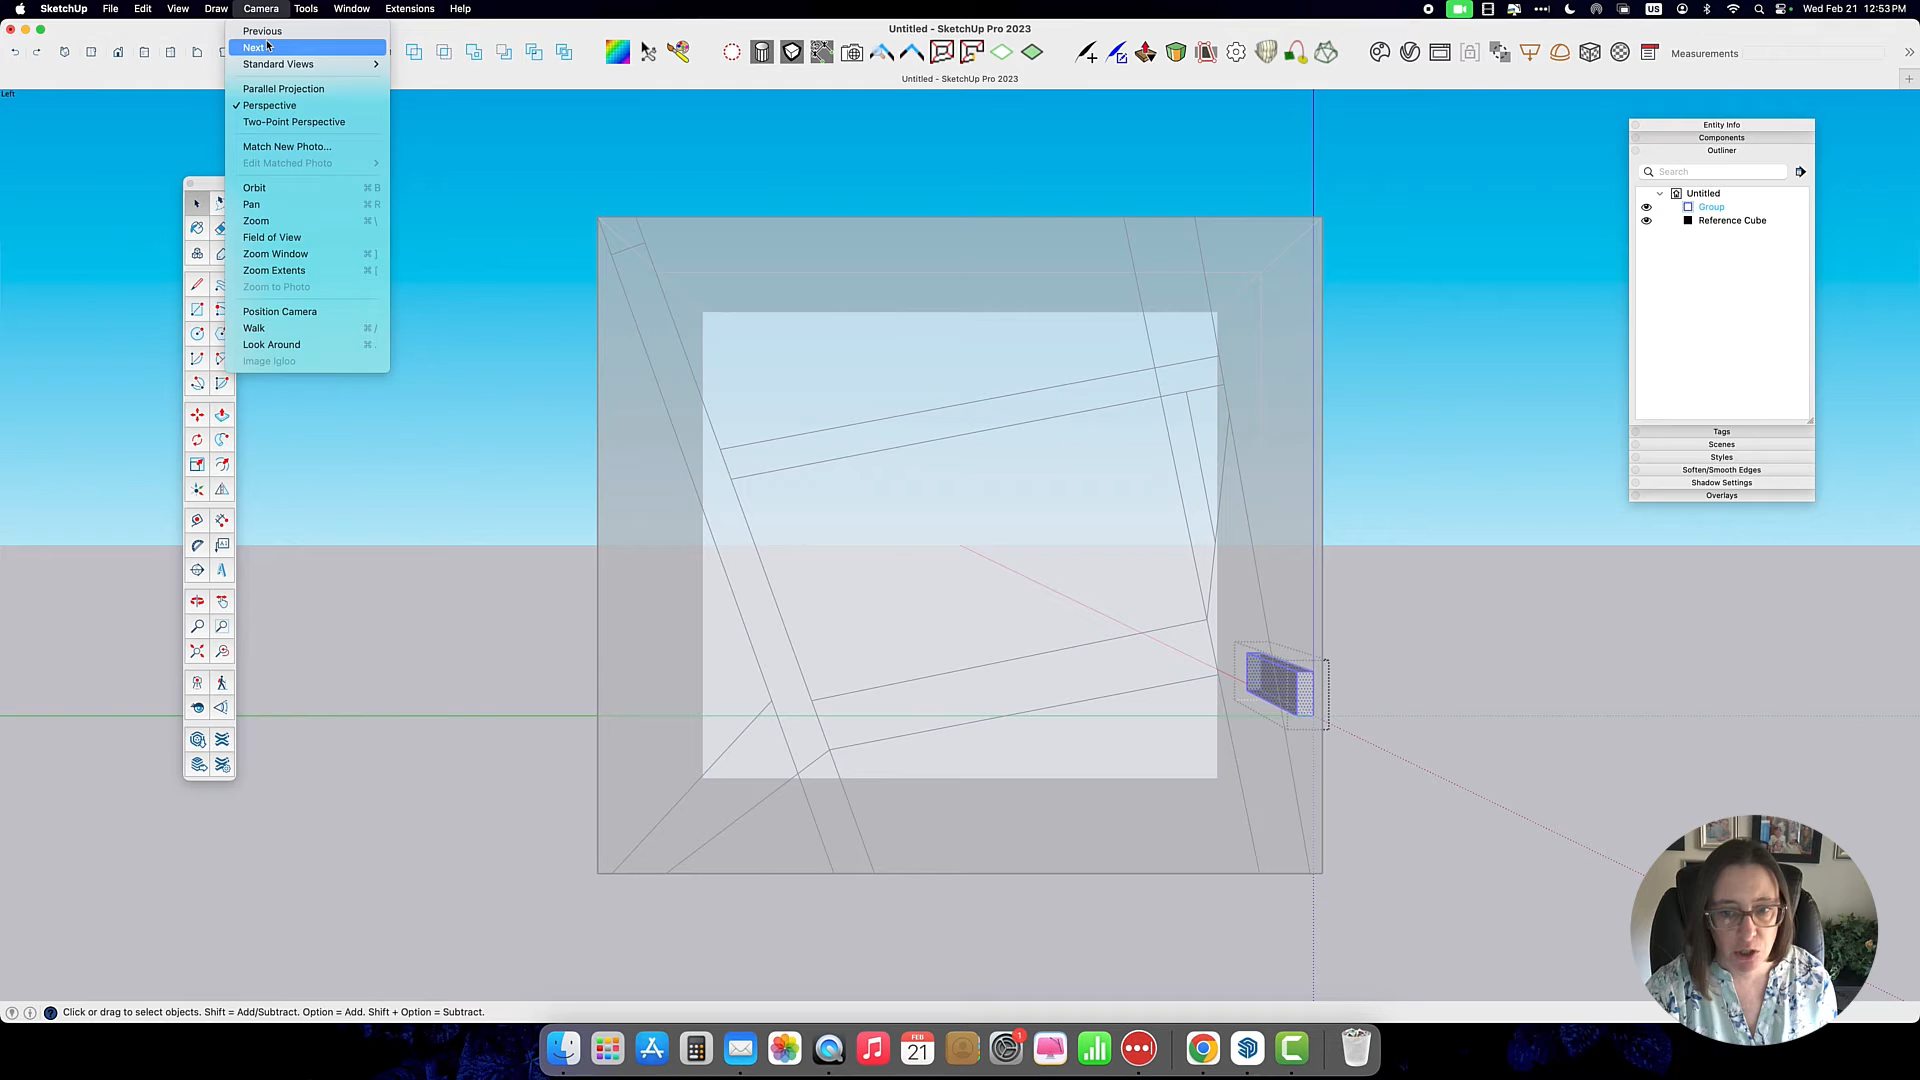 SketchUp File Edit View Draw Camera Tools Window Extensions Help
US Wed Feb 21 12:53 PM
Untitled - SketchUp Pro 2023
Measurements
Untitled - SketchUp Pro 2023
Left
Previous
Next
Standard Views
Parallel Projection
✓ Perspective
Two-Point Perspective
Match New Photo...
Edit Matched Photo
Orbit ⌘ B
Pan ⌘ R
Zoom ⌘ \
Field of View
Zoom Window ⌘ ]
Zoom Extents ⌘ [
Zoom to Photo
Position Camera
Walk ⌘ /
Look Around ⌘ .
Image Igloo
Entity Info
Components
Outliner
Search
Untitled
Group
Reference Cube
Tags
Scenes
Styles
Soften/Smooth Edges
Shadow Settings
Overlays
Click or drag to select objects. Shift = Add/Subtract. Option = Add. Shift + Option = Subtract.
FEB
21
1